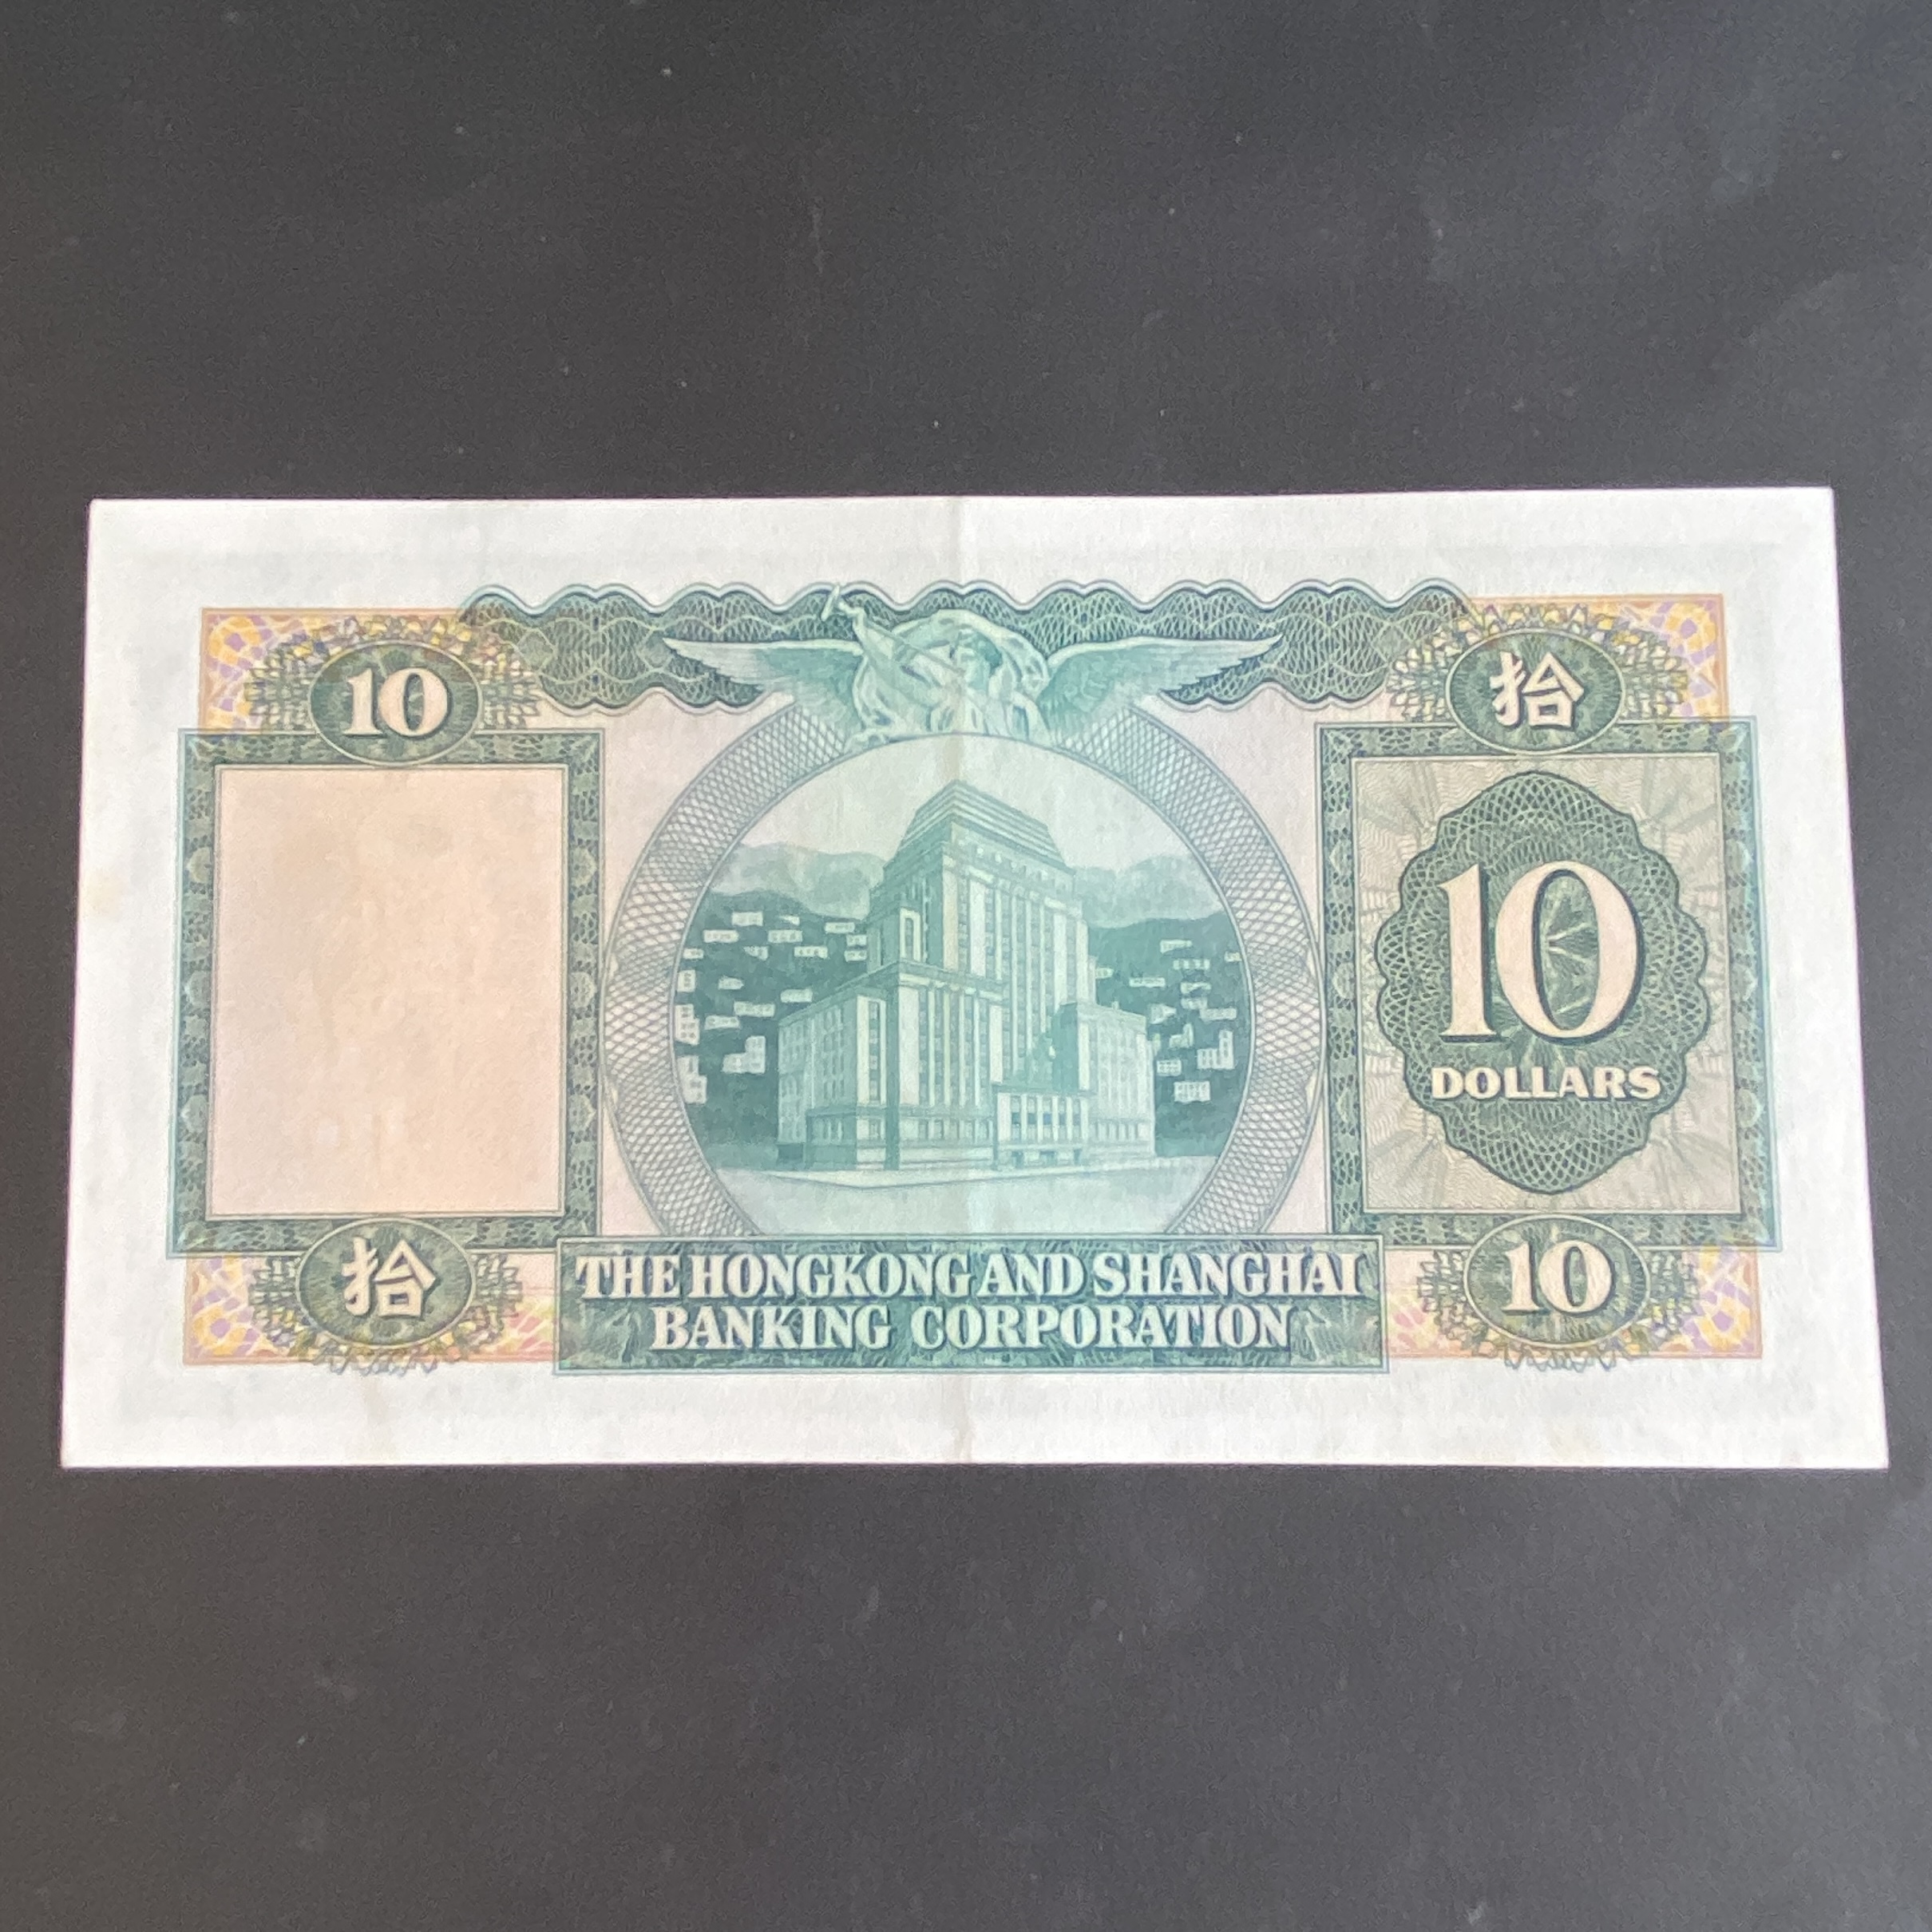 10
拾
10
DOLLARS
拾
10
THE HONGKONG AND SHANGHAI
BANKING CORPORATION